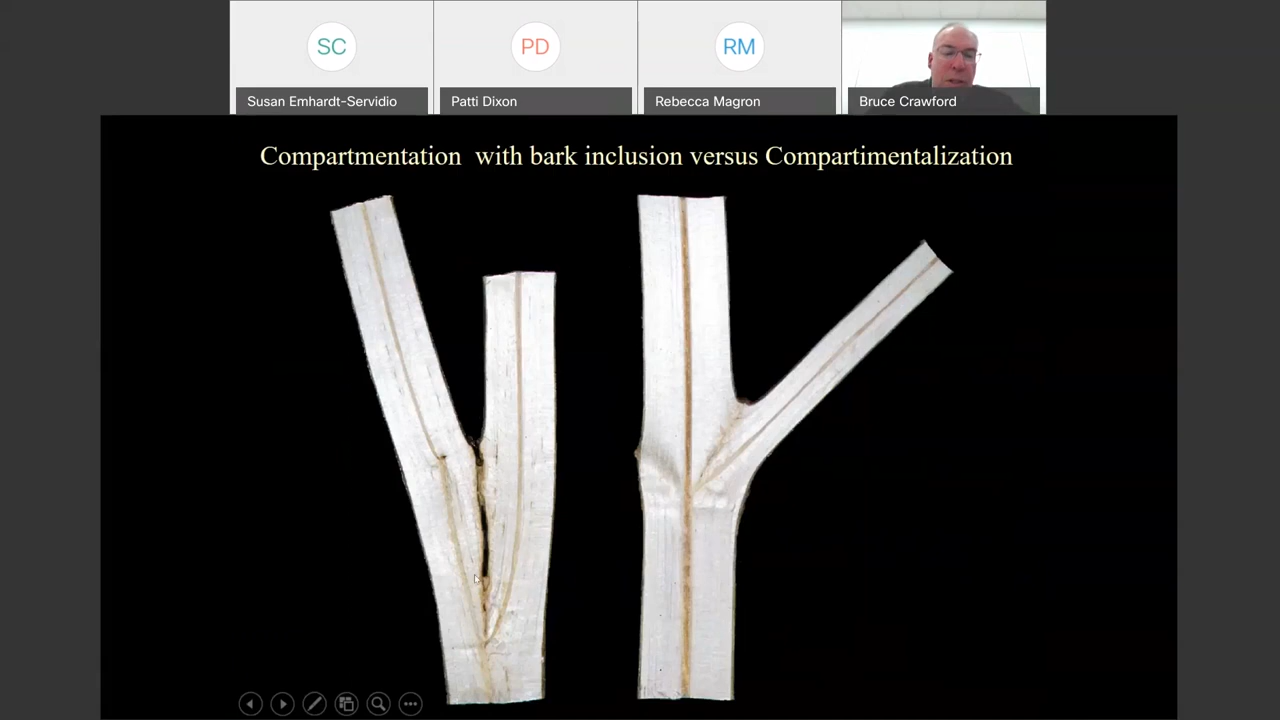 SC
PD
RM
Susan Emhardt-Servidio
Patti Dixon
Rebecca Magron
Bruce Crawford
Compartmentation with bark inclusion versus Compartimentalization